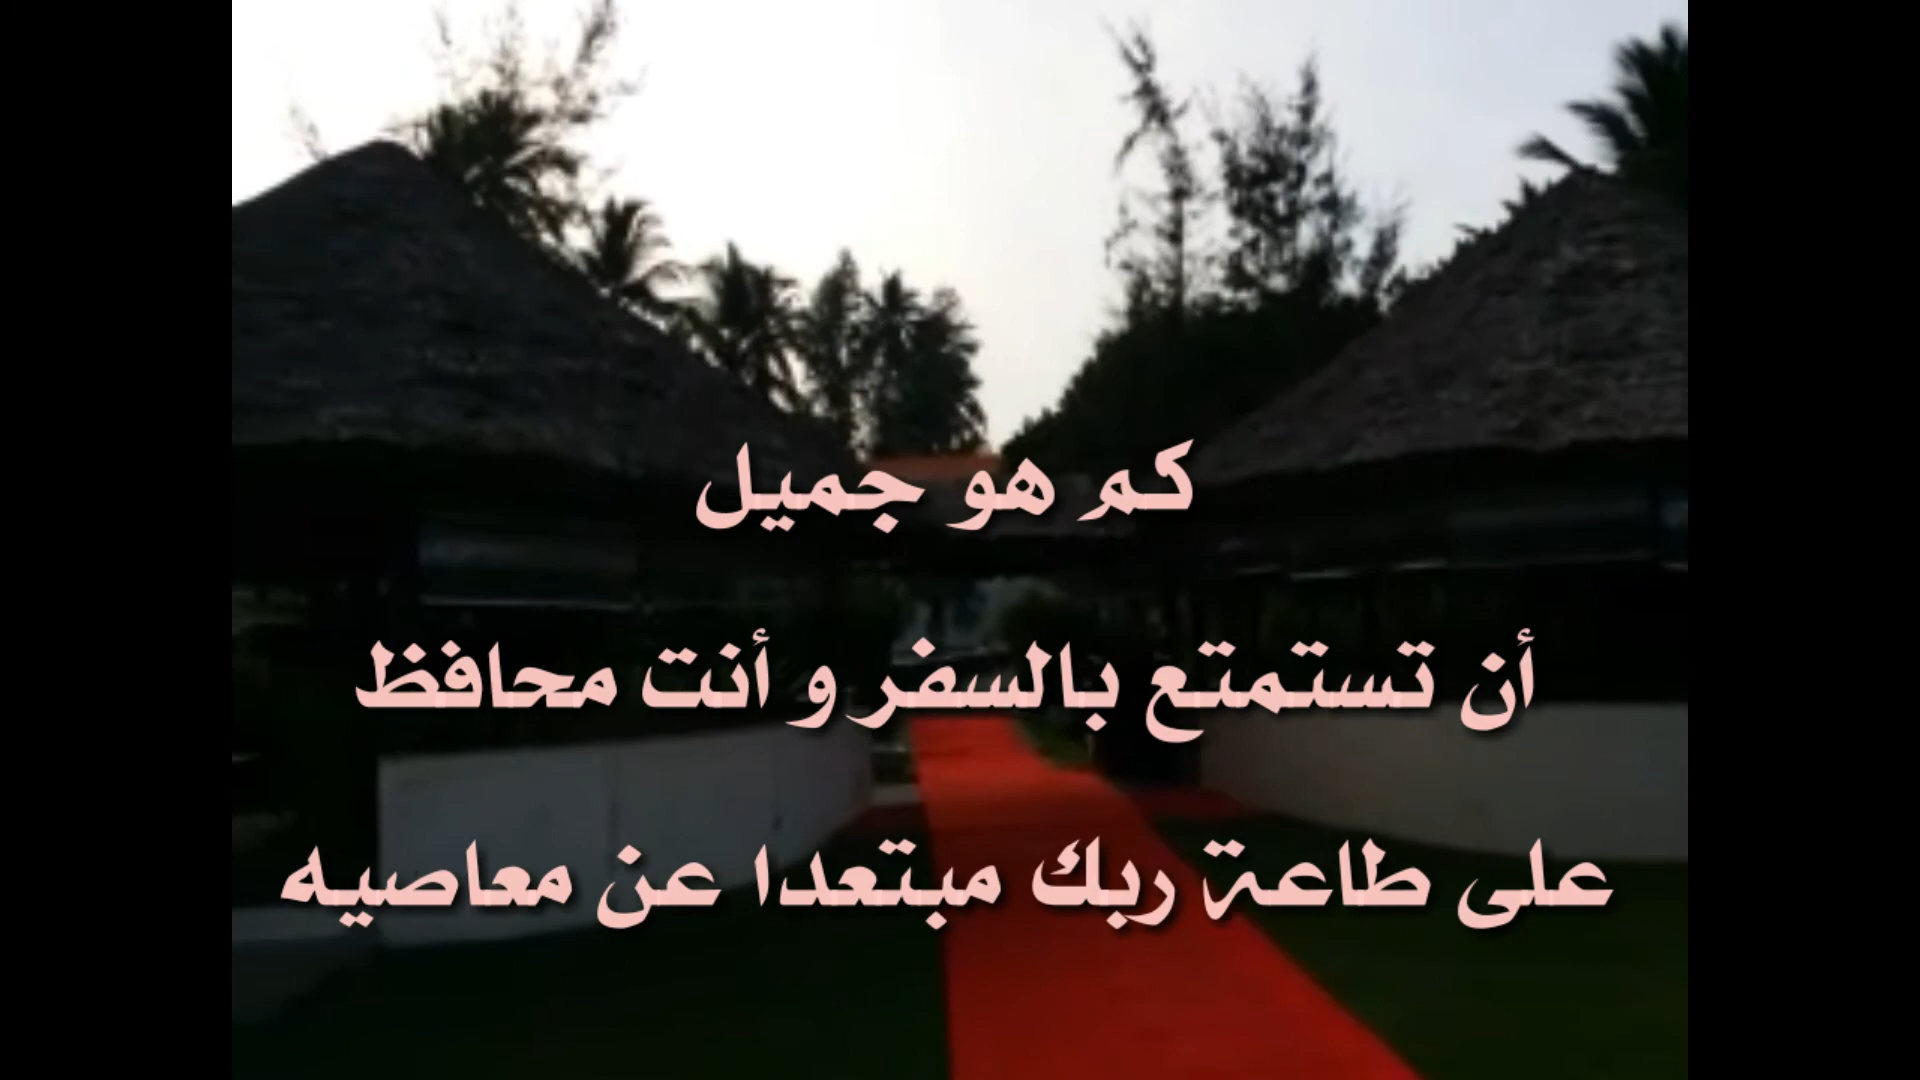 كم هو جميل
أن تستمتع بالسفر و أنت محافظ
على طاعة ربك مبتعدا عن معاصيه